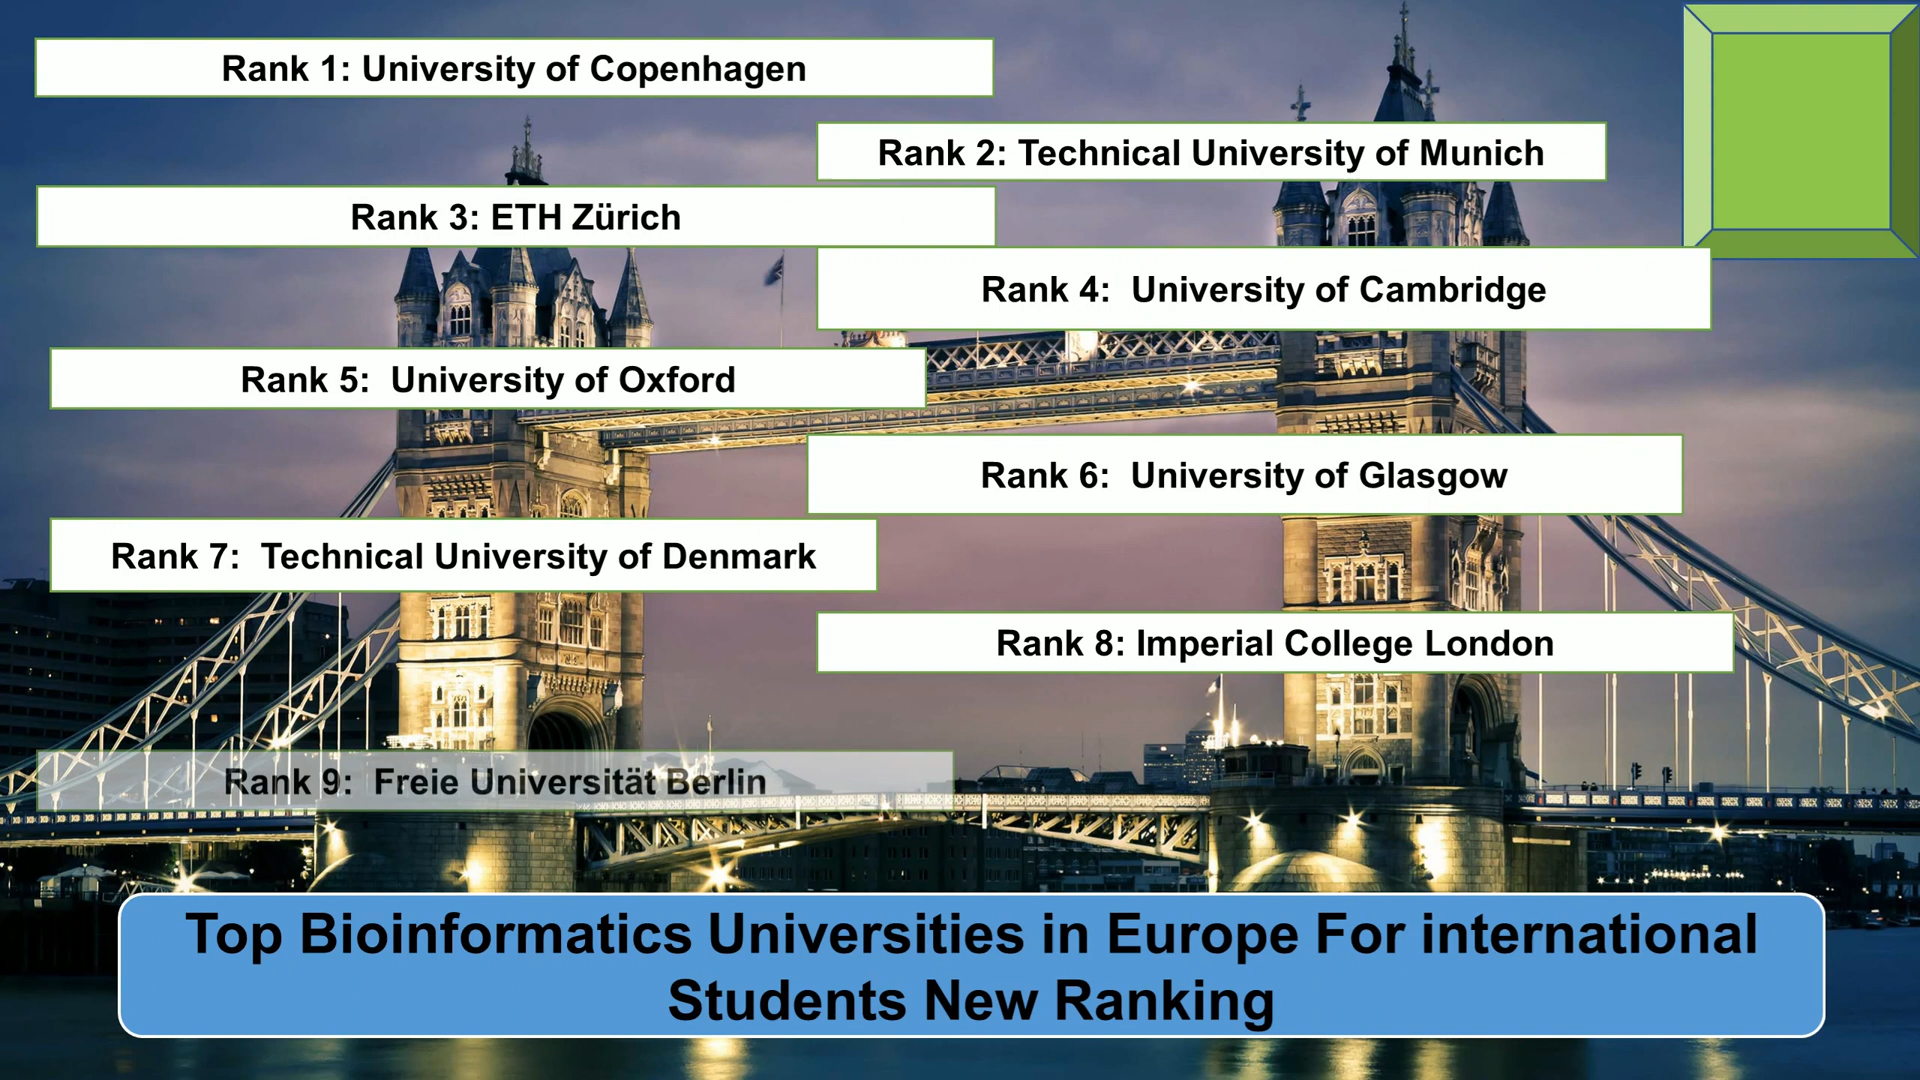 Rank 1: University of Copenhagen
Rank 2: Technical University of Munich
Rank 3: ETH Zürich
Rank 4:  University of Cambridge
Rank 5:  University of Oxford
Rank 6:  University of Glasgow
Rank 7:  Technical University of Denmark
Rank 8: Imperial College London
Rank 9:  Freie Universität Berlin
Top Bioinformatics Universities in Europe For international
Students New Ranking